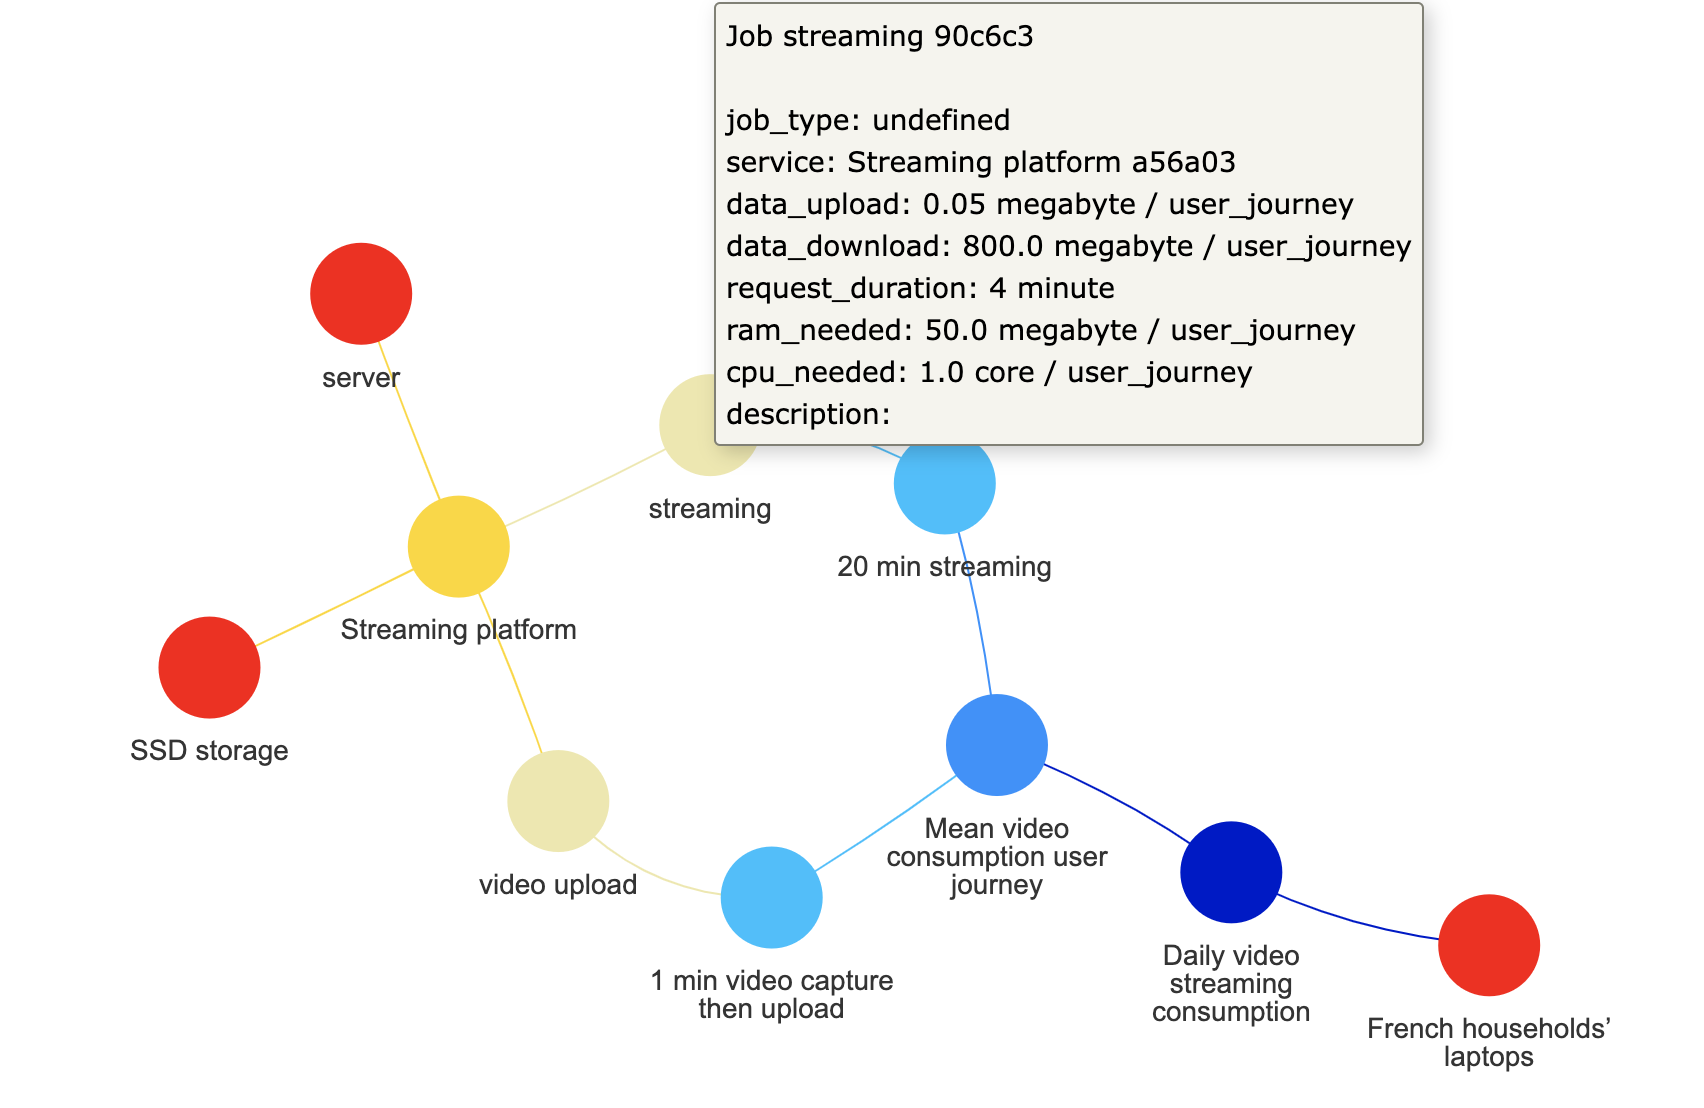 Job streaming 90c6c3
job_type: undefined
service: Streaming platform a56a03
data_upload: 0.05 megabyte / user_journey
data_download: 800.0 megabyte / user_journey
request_duration: 4 minute
ram_needed: 50.0 megabyte / user_journey
cpu_needed: 1.0 core / user_journey
description:
server
streaming
20 min streaming
Streaming platform
SSD storage
video upload
Mean video
consumption user
journey
1 min video capture
then upload
Daily video
streaming
consumption
French households’
laptops